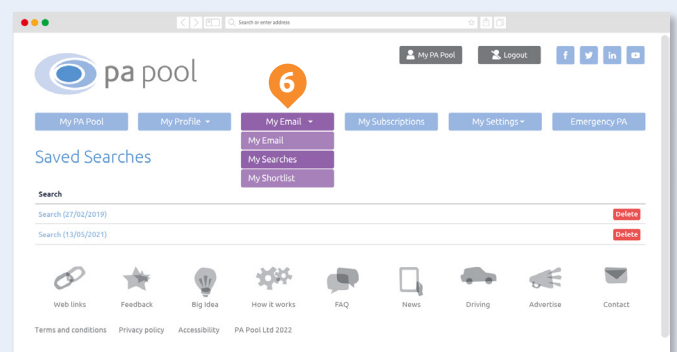 Search or enter address
My PA Pool
Logout
pa pool
6
My PA Pool
My Profile
My Email
My Subscriptions
My Settings
Emergency PA
My Email
My Searches
My Shortlist
Saved Searches
Search
Search (27/02/2019)
Delete
Search (13/05/2021)
Delete
Web links
Feedback
Big Idea
How it works
FAQ
News
Driving
Advertise
Contact
Terms and conditions
Privacy policy
Accessibility
PA Pool Ltd 2022